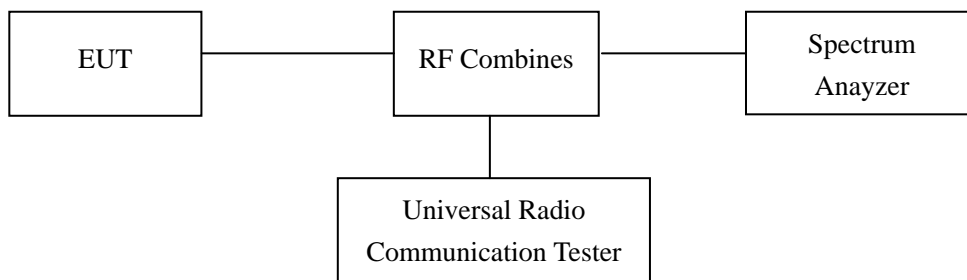 EUT
RF Combines
Spectrum
Anayzer
Universal Radio
Communication Tester